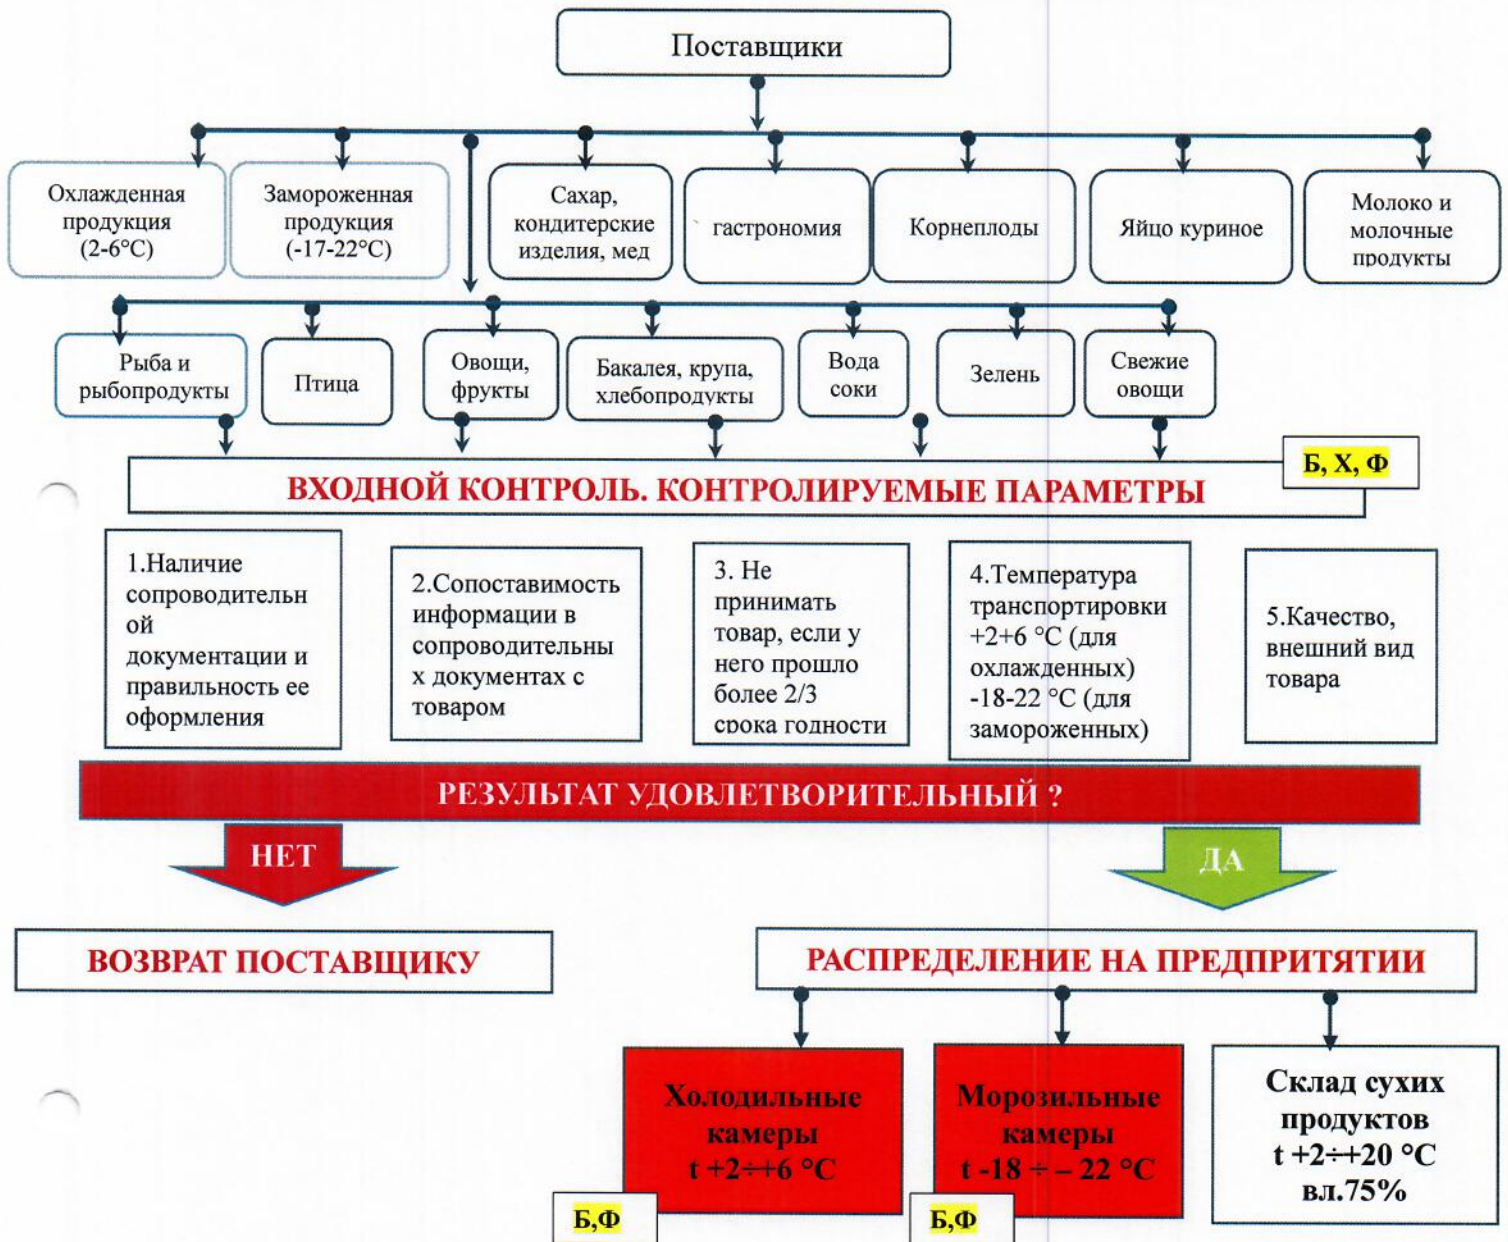 Поставщики
Охлажденная
продукция
(2-6°С)
Замороженная
продукция
(-17-22°С)
Сахар,
кондитерские
изделия, мед
гастрономия
Корнеплоды
Яйцо куриное
Молоко и
молочные
продукты
Рыба и
рыбопродукты
Птица
Овощи,
фрукты
Бакалея, крупа,
хлебопродукты
Вода
соки
Зелень
Свежие
овощи
Б, Х, Ф
ВХОДНОЙ КОНТРОЛЬ. КОНТРОЛИРУЕМЫЕ ПАРАМЕТРЫ
1.Наличие
сопроводительн
ой
документации и
правильность ее
оформления
2.Сопоставимость
информации в
сопроводительны
х документах с
товаром
3. Не
принимать
товар, если у
него прошло
более 2/3
срока годности
4.Температура
транспортировки
+2+6 °С (для
охлажденных)
-18-22 °С (для
замороженных)
5.Качество,
внешний вид
товара
РЕЗУЛЬТАТ УДОВЛЕТВОРИТЕЛЬНЫЙ ?
НЕТ
ДА
ВОЗВРАТ ПОСТАВЩИКУ
РАСПРЕДЕЛЕНИЕ НА ПРЕДПРИТЯТИИ
Холодильные
камеры
t +2÷+6 °С
Б,Ф
Морозильные
камеры
t -18 ÷ – 22 °С
Б,Ф
Склад сухих
продуктов
t +2÷+20 °С
вл.75%